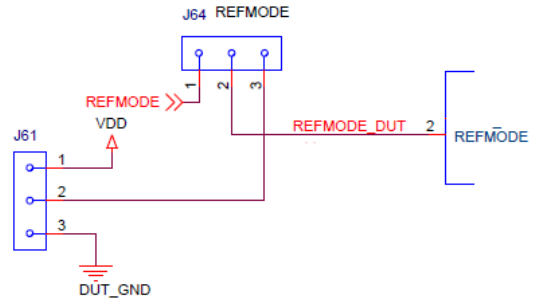 J64 REFMODE
1 2 3
REFMODE
VDD
J61
REFMODE_DUT 2
REFMODE
1
2
3
DUT_GND